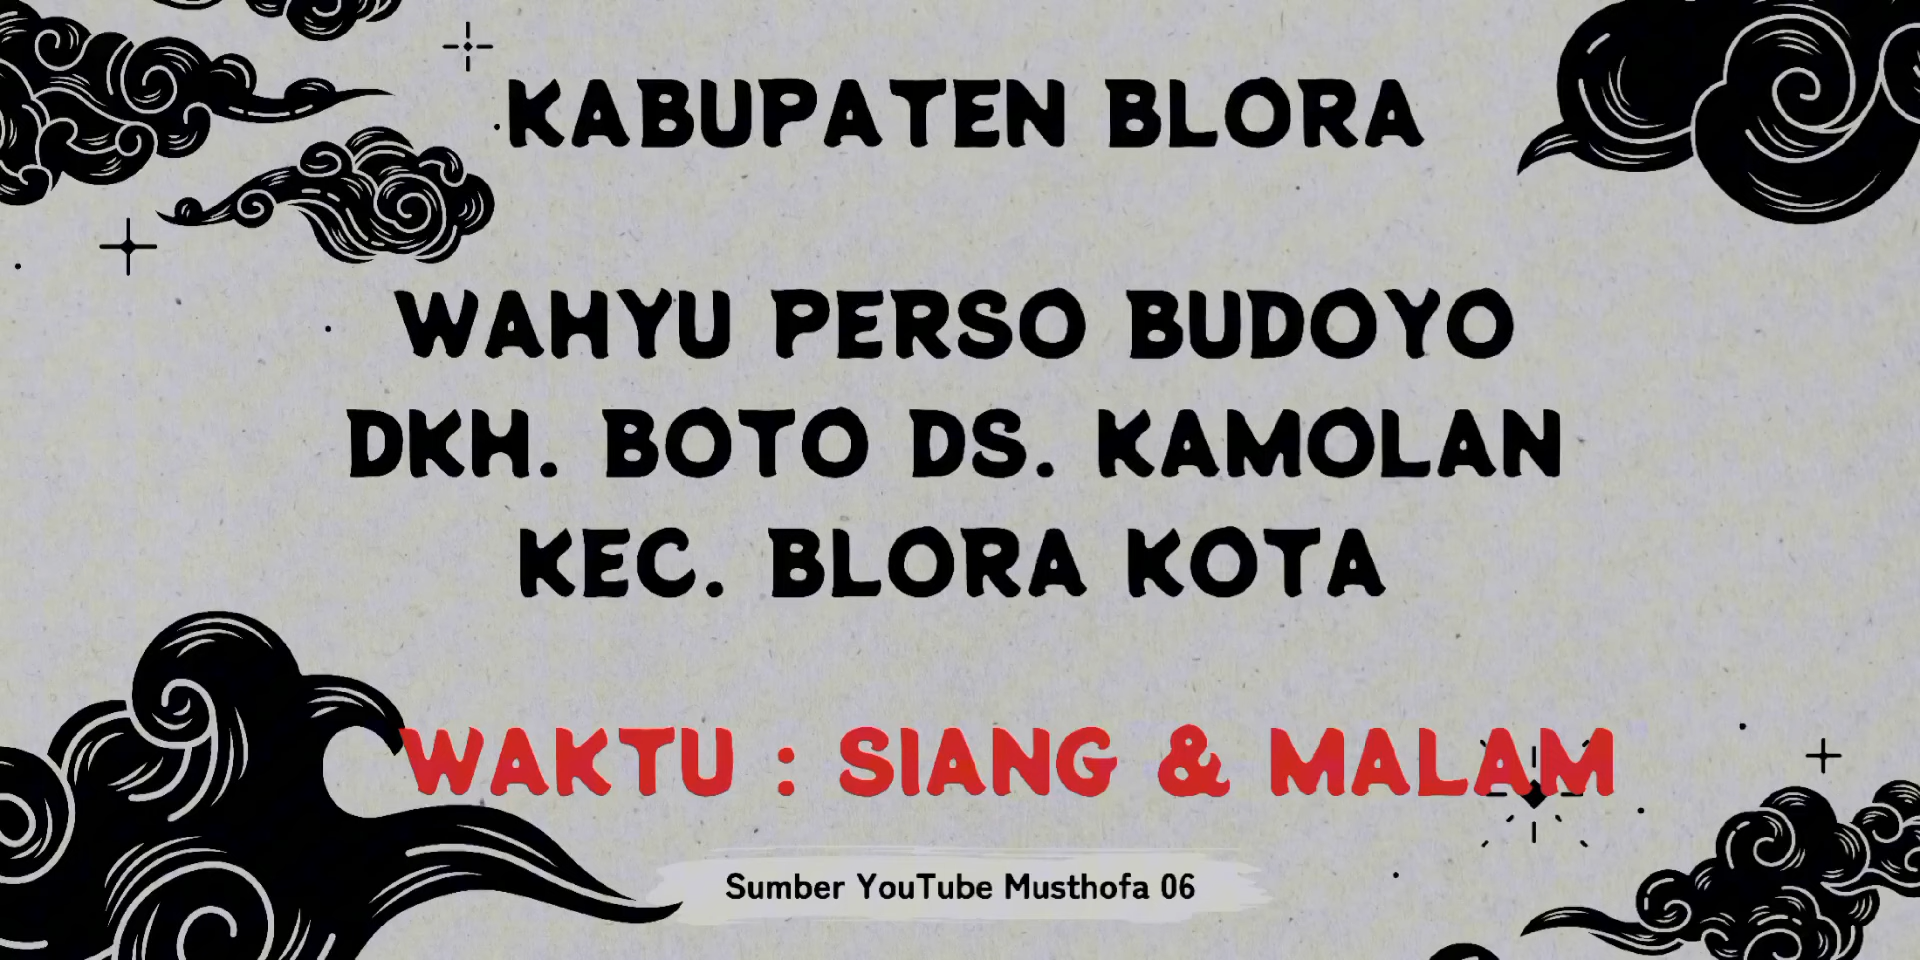 KABUPATEN BLORA
WAHYU PERSO BUDOYO
DKH. BOTO DS. KAMOLAN
KEC. BLORA KOTA
WAKTU : SIANG & MALAM
Sumber YouTube Musthofa 06